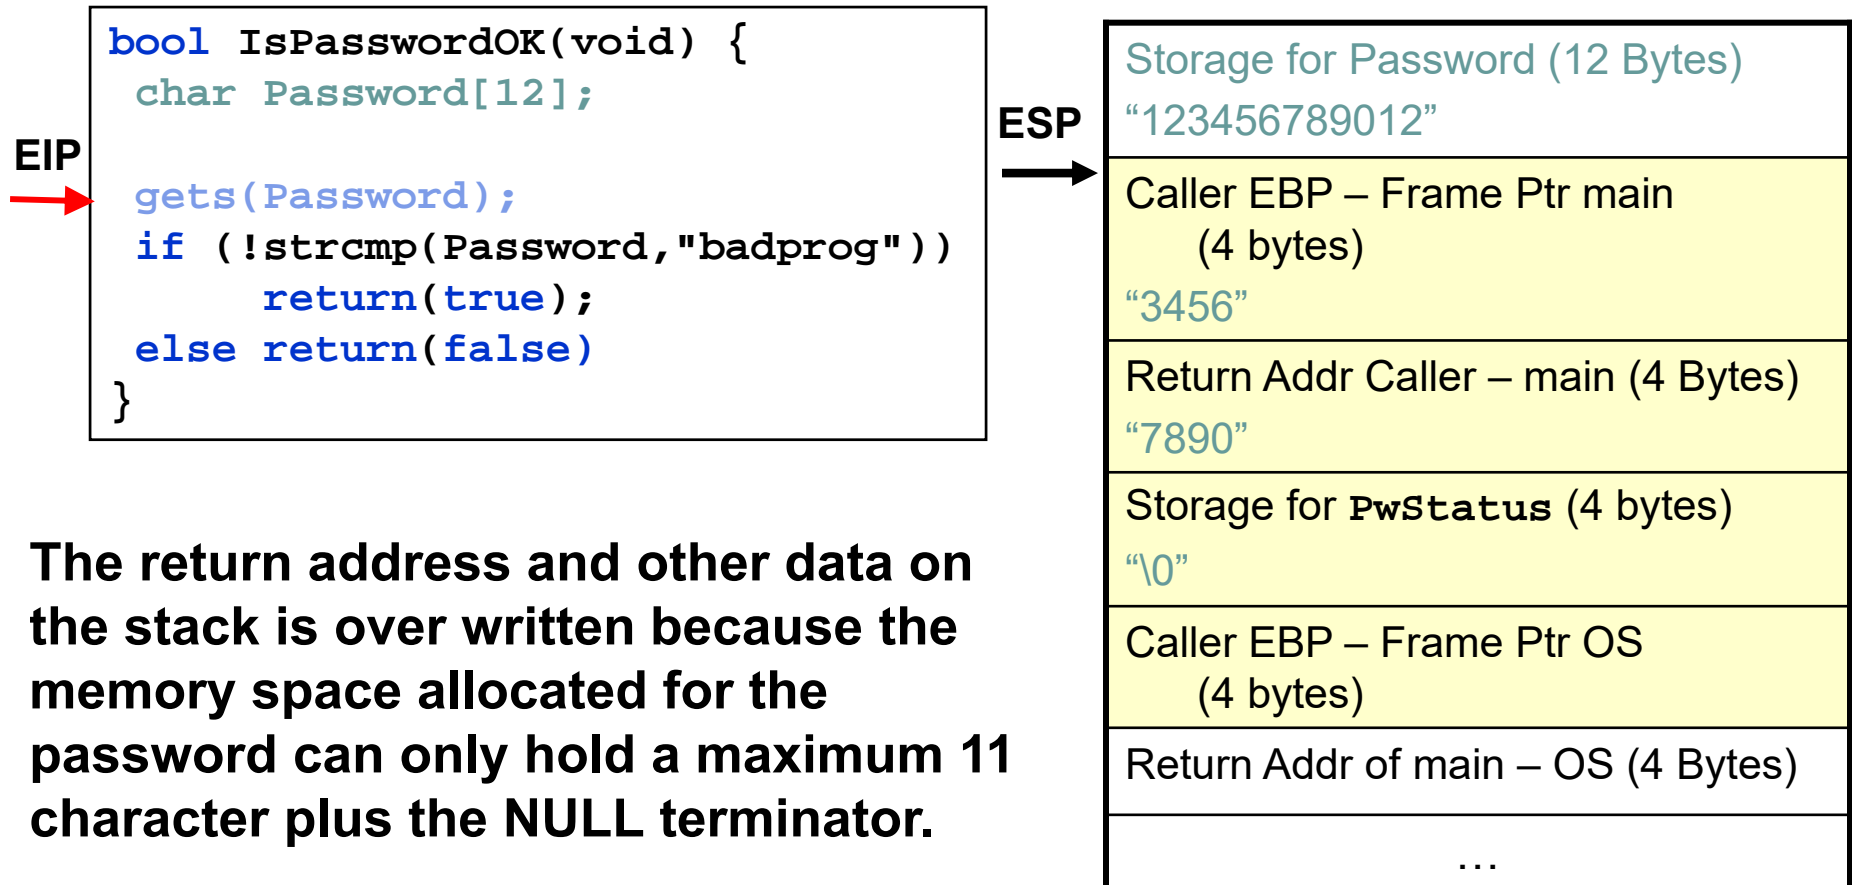 bool IsPasswordOK(void) {
char Password[12];
gets(Password);
if (!strcmp(Password,"badprog"))
return(true);
else return(false)
}
EIP
ESP
The return address and other data on
the stack is over written because the
memory space allocated for the
password can only hold a maximum 11
character plus the NULL terminator.
Storage for Password (12 Bytes)
“123456789012”
Caller EBP – Frame Ptr main
(4 bytes)
“3456”
Return Addr Caller – main (4 Bytes)
“7890”
Storage for PwStatus (4 bytes)
“\0”
Caller EBP – Frame Ptr OS
(4 bytes)
Return Addr of main – OS (4 Bytes)
…